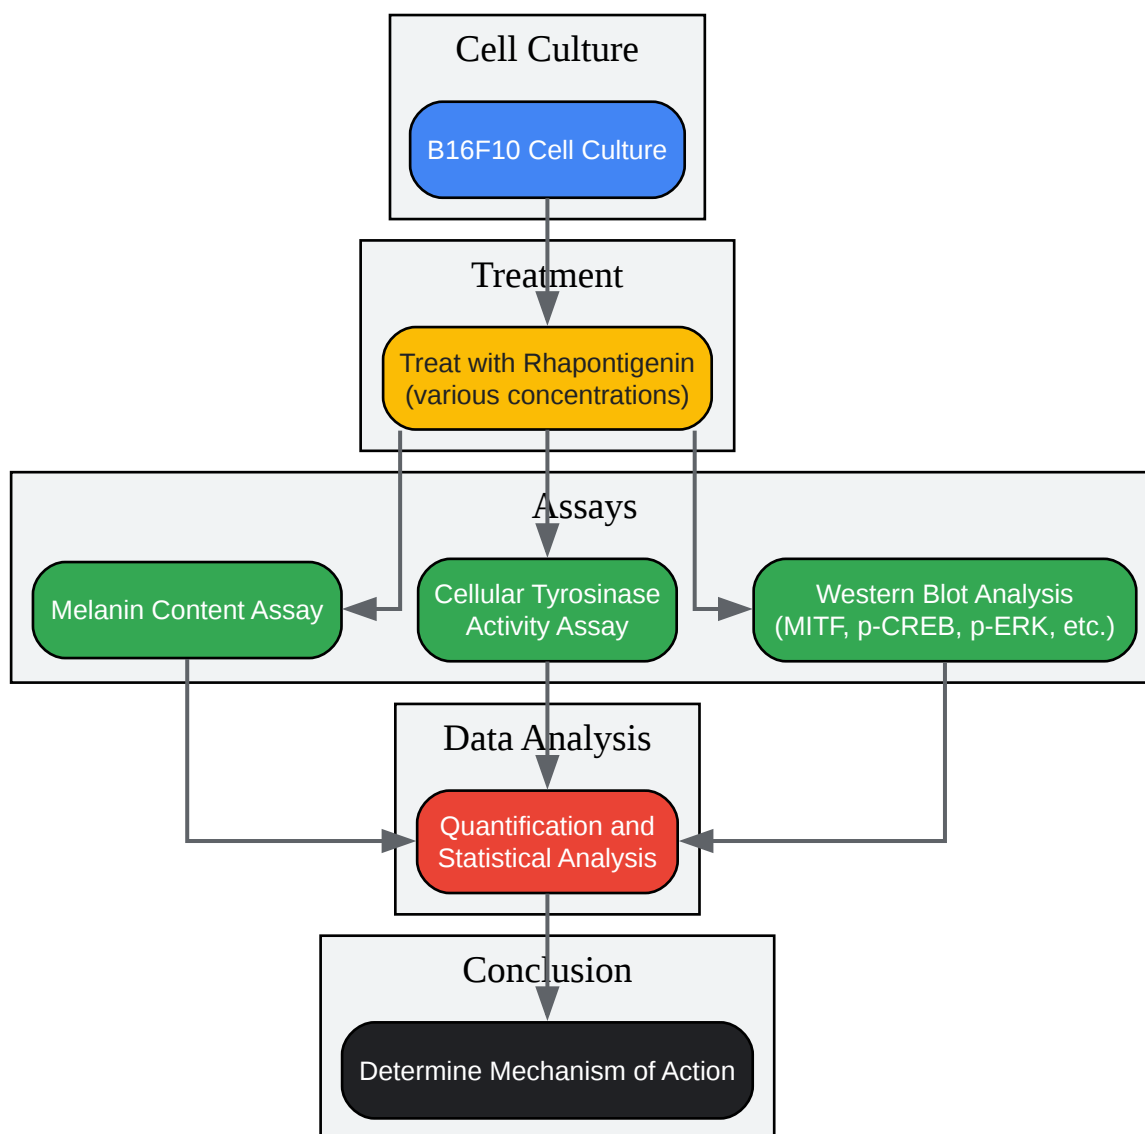 Cell Culture
B16F10 Cell Culture
Treatment
Treat with Rhapontigenin
(various concentrations)
Assays
Melanin Content Assay
Cellular Tyrosinase
Activity Assay
Western Blot Analysis
(MITF, p-CREB, p-ERK, etc.)
Data Analysis
Quantification and
Statistical Analysis
Conclusion
Determine Mechanism of Action